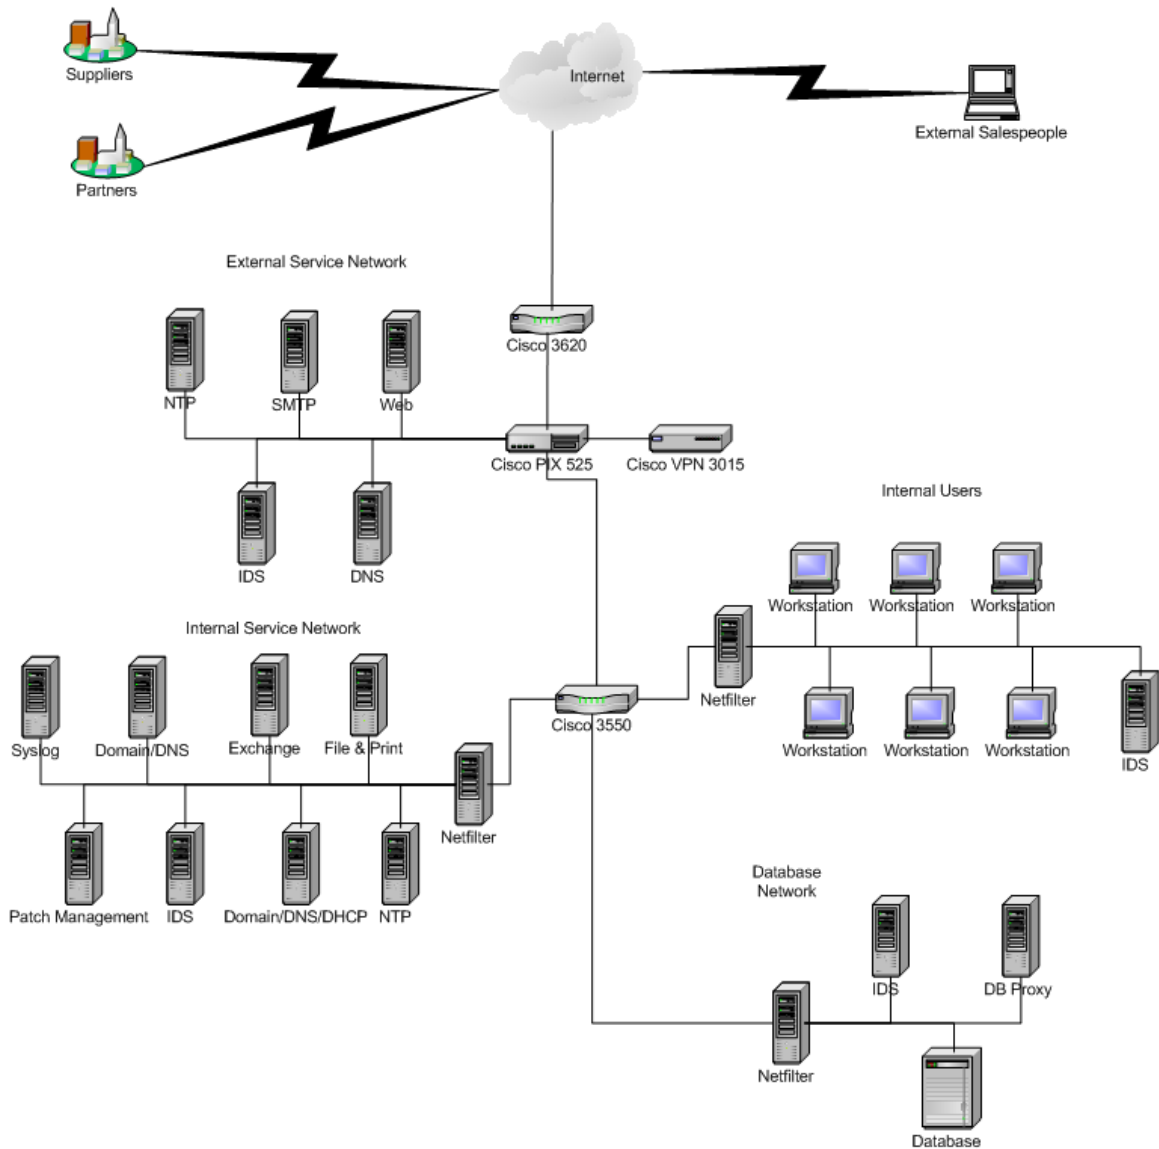 Suppliers
Internet
External Salespeople
Partners
External Service Network
Cisco 3620
NTP
SMTP
Web
Cisco PIX 525
Cisco VPN 3015
Internal Users
IDS
DNS
Workstation
Workstation
Workstation
Internal Service Network
Netfilter
Cisco 3550
Syslog
Domain/DNS
Exchange
File & Print
Workstation
Workstation
Workstation
IDS
Netfilter
Database
Network
Patch Management
IDS
Domain/DNS/DHCP
NTP
IDS
DB Proxy
Netfilter
Database